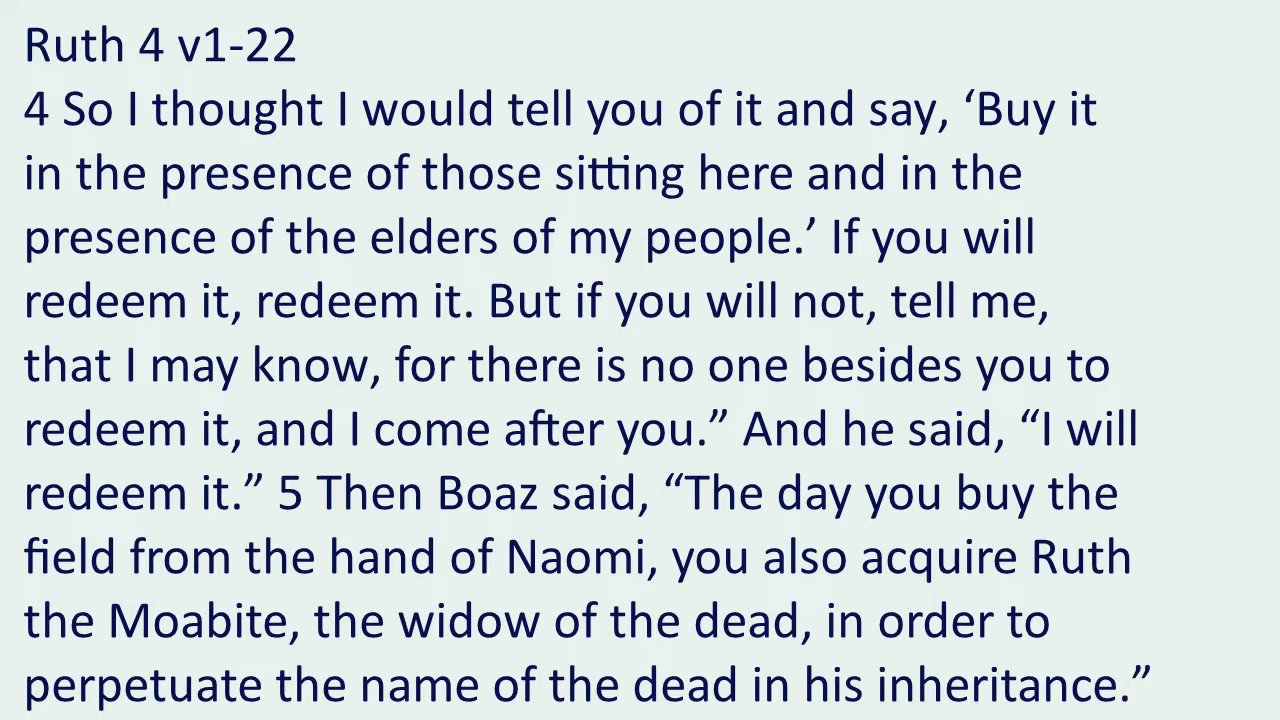 Ruth 4 v1-22
4 So I thought I would tell you of it and say, ‘Buy it
in the presence of those sitting here and in the
presence of the elders of my people.’ If you will
redeem it, redeem it. But if you will not, tell me,
that I may know, for there is no one besides you to
redeem it, and I come after you.” And he said, “I will
redeem it.” 5 Then Boaz said, “The day you buy the
field from the hand of Naomi, you also acquire Ruth
the Moabite, the widow of the dead, in order to
perpetuate the name of the dead in his inheritance.”